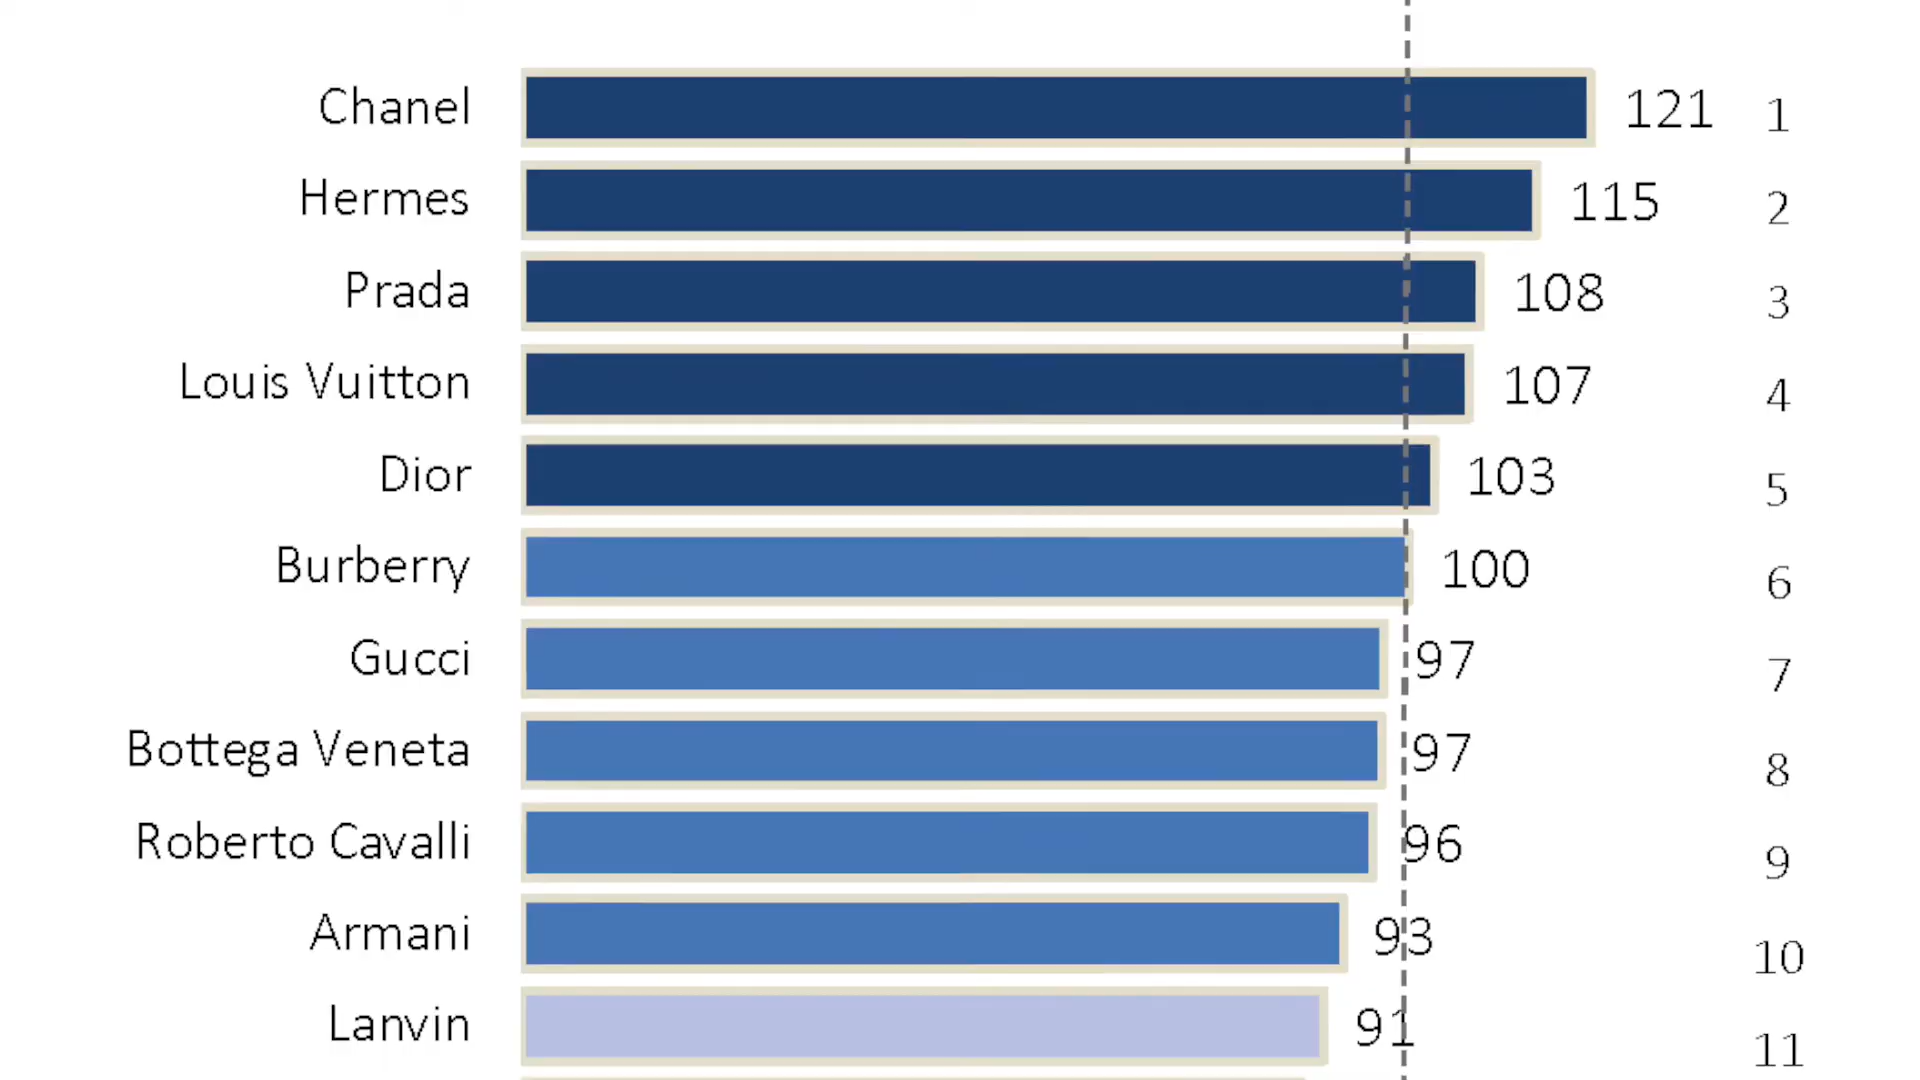 Chanel 121 1
Hermes 115 2
Prada 108 3
Louis Vuitton 107 4
Dior 103 5
Burberry 100 6
Gucci 97 7
Bottega Veneta 97 8
Roberto Cavalli 96 9
Armani 93 10
Lanvin 91 11